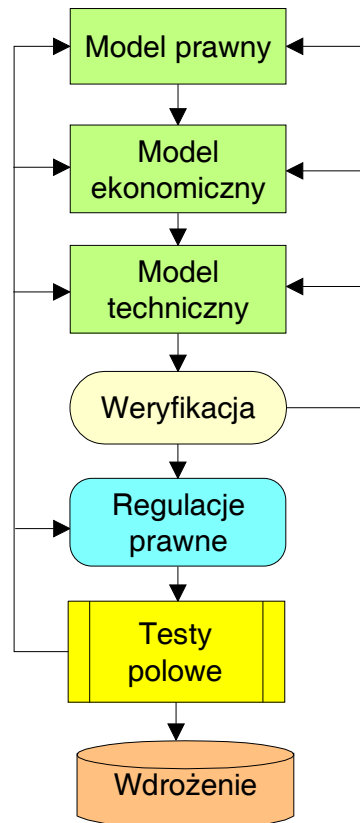 Model prawny
Model
ekonomiczny
Model
techniczny
Weryfikacja
Regulacje
prawne
Testy
polowe
Wdrożenie